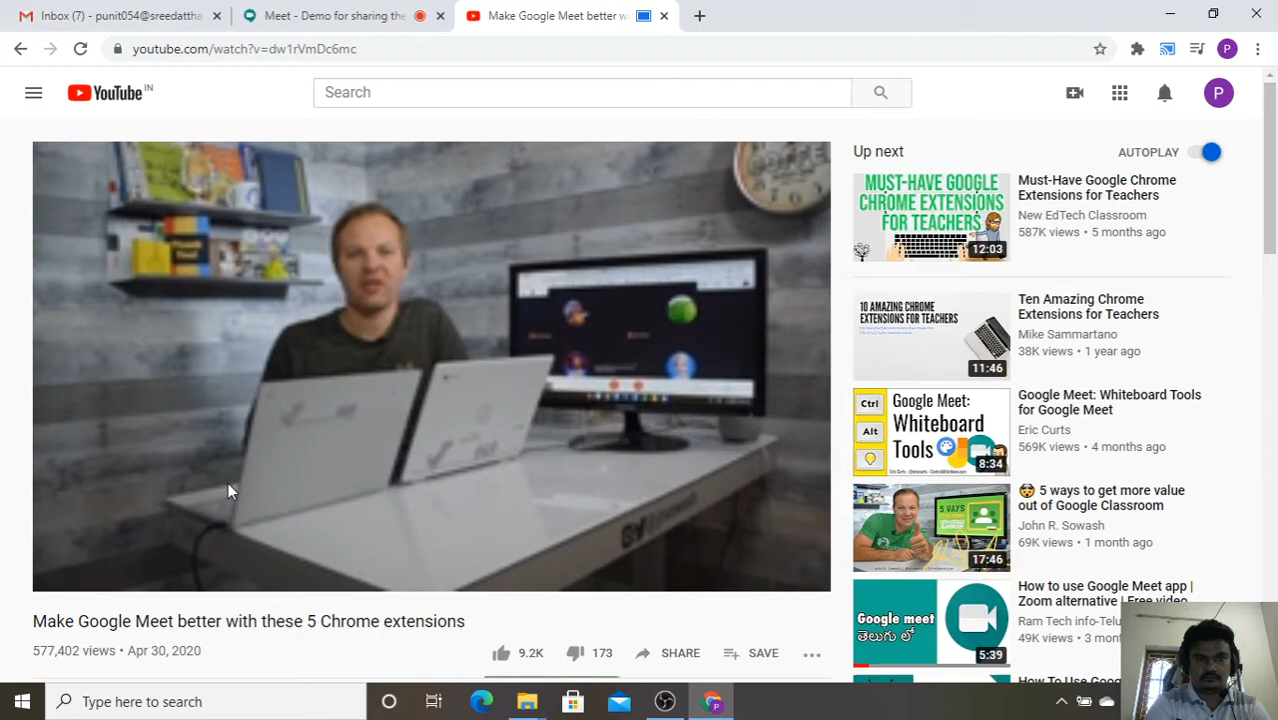 Inbox (7) - punit054@sreedattha
Meet - Demo for sharing the
Make Google Meet better wi
youtube.com/watch?v=dw1rVmDc6mc
P
YouTube IN
Search
P
Up next
AUTOPLAY
MUST-HAVE GOOGLE
CHROME EXTENSIONS
FOR TEACHERS
12:03
Must-Have Google Chrome
Extensions for Teachers
New EdTech Classroom
587K views • 5 months ago
10 AMAZING CHROME
EXTENSIONS FOR TEACHERS
11:46
Ten Amazing Chrome
Extensions for Teachers
Mike Sammartano
38K views • 1 year ago
Ctrl
Alt
Google Meet:
Whiteboard
Tools
8:34
Google Meet: Whiteboard Tools
for Google Meet
Eric Curts
569K views • 4 months ago
5 WAYS
17:46
🤯 5 ways to get more value
out of Google Classroom
John R. Sowash
69K views • 1 month ago
Google meet
తెలుగు లో
5:39
How to use Google Meet app |
Zoom alternative | Free video
Ram Tech info-Telu
49K views • 3 mon
How To Use Goog
Make Google Meet better with these 5 Chrome extensions
577,402 views • Apr 30, 2020
9.2K
173
SHARE
SAVE
Type here to search
P